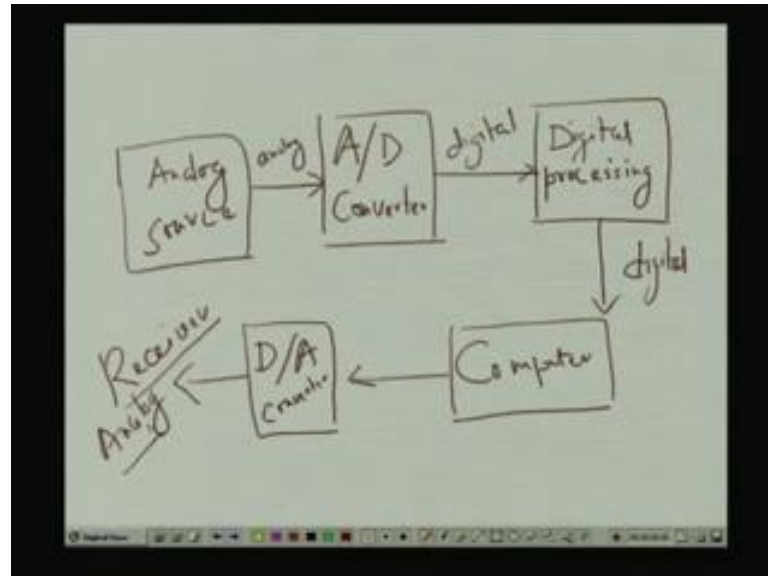 Analog
Source
analog
A/D
Converter
digital
Digital
processing
digital
Computer
D/A
Converter
Receiver
Analog